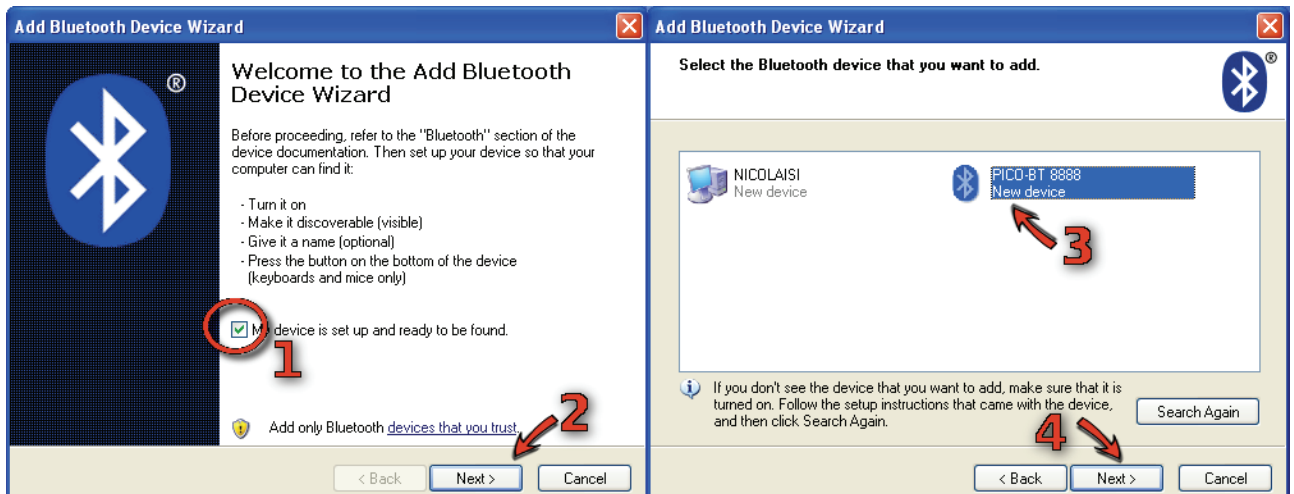 Add Bluetooth Device Wizard
®
Welcome to the Add Bluetooth
Device Wizard
Before proceeding, refer to the "Bluetooth" section of the
device documentation. Then set up your device so that your
computer can find it:
- Turn it on
- Make it discoverable (visible)
- Give it a name (optional)
- Press the button on the bottom of the device
(keyboards and mice only)
My device is set up and ready to be found.
1
Add only Bluetooth devices that you trust.
2
< Back Next > Cancel
Add Bluetooth Device Wizard
Select the Bluetooth device that you want to add.
®
NICOLAISI
New device
PICO-BT 8888
New device
3
If you don't see the device that you want to add, make sure that it is
turned on. Follow the setup instructions that came with the device,
and then click Search Again.
Search Again
4
< Back Next > Cancel